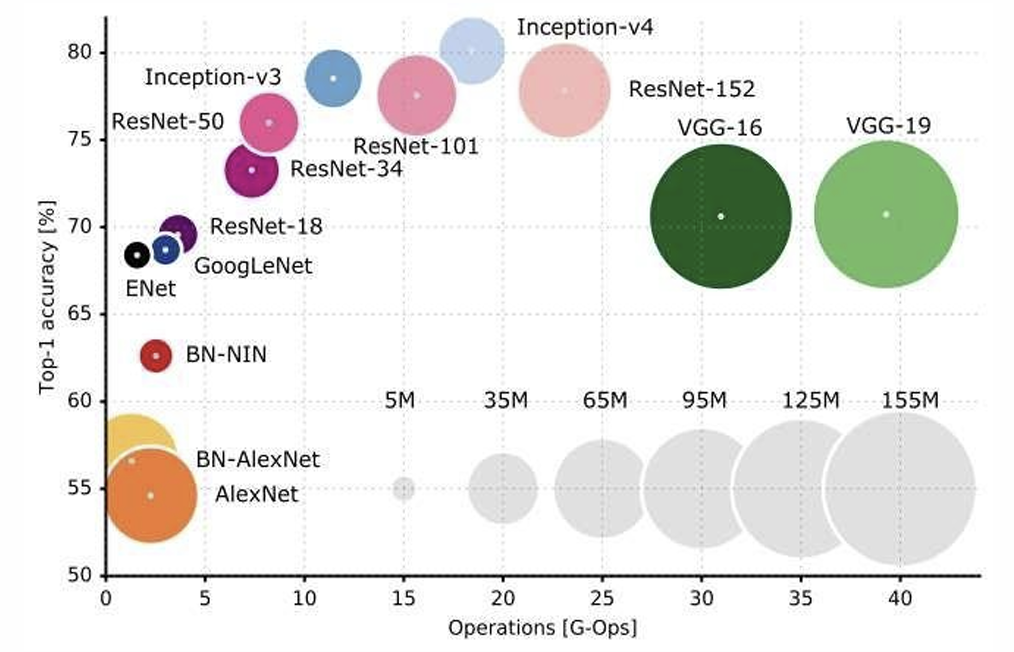 Inception-v4
80
Inception-v3
ResNet-152
ResNet-50
VGG-16
VGG-19
75
ResNet-101
ResNet-34
70
ResNet-18
GoogLeNet
ENet
65
Top-1 accuracy [%]
BN-NIN
60
5M 35M 65M 95M 125M 155M
BN-AlexNet
55
AlexNet
50
0 5 10 15 20 25 30 35 40
Operations [G-Ops]